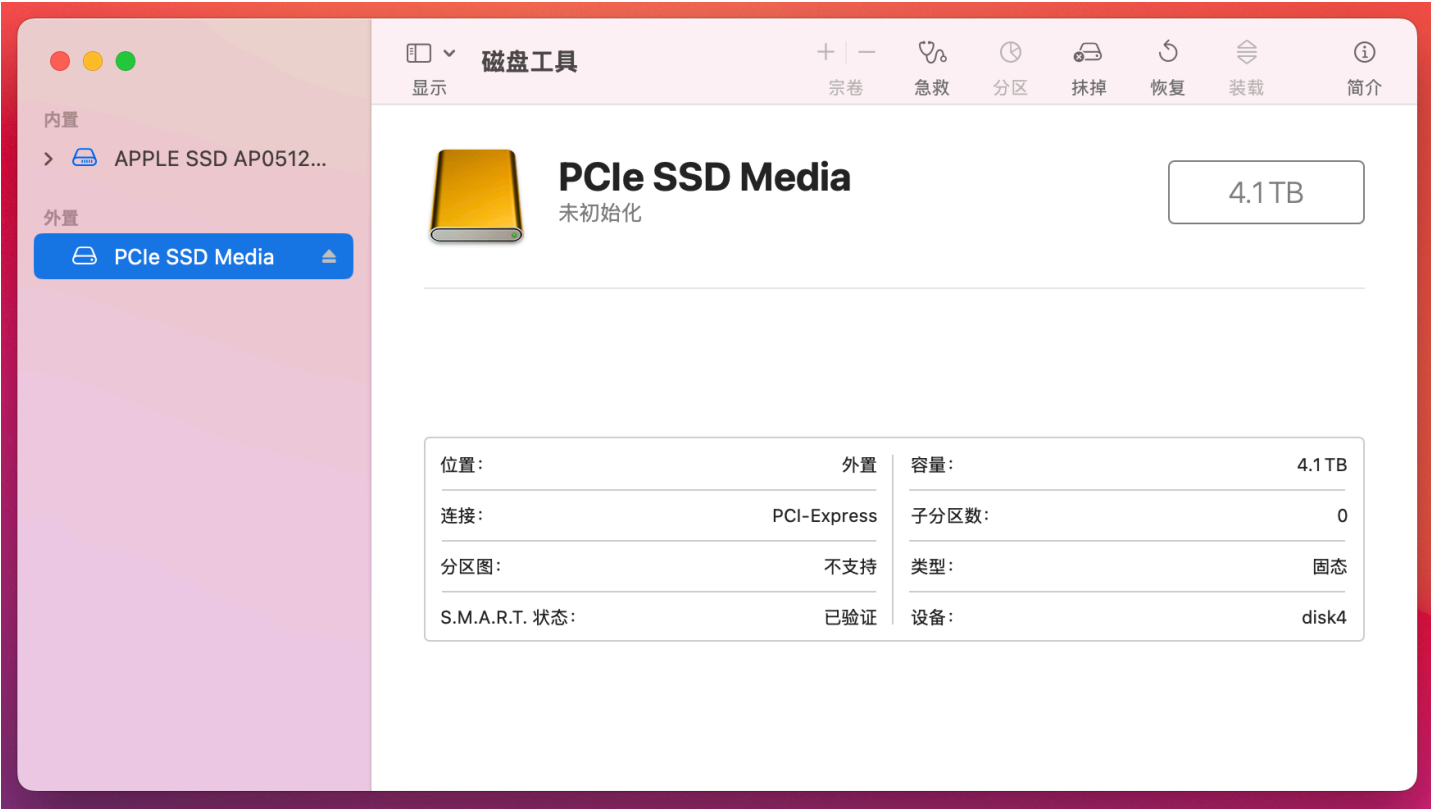 磁盘工具
显示
宗卷
急救
分区
抹掉
恢复
装载
简介
内置
APPLE SSD AP0512...
外置
PCIe SSD Media
PCIe SSD Media
未初始化
4.1 TB
位置： 外置
连接： PCI-Express
分区图： 不支持
S.M.A.R.T. 状态： 已验证
容量： 4.1 TB
子分区数： 0
类型： 固态
设备： disk4